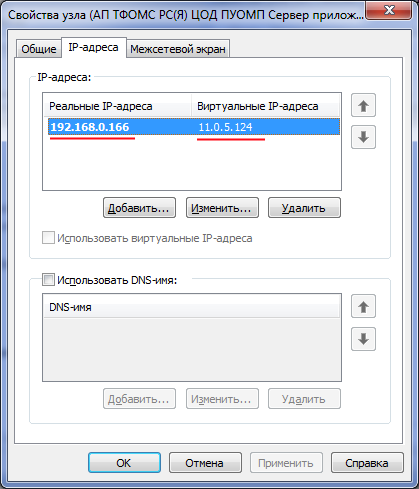 Свойства узла (АП ТФОМС РС(Я) ЦОД ПУОМП Сервер прилож...
Общие IP-адреса Межсетевой экран
IP-адреса:
Реальные IP-адреса Виртуальные IP-адреса
192.168.0.166 11.0.5.124
Добавить... Изменить... Удалить
Использовать виртуальные IP-адреса
Использовать DNS-имя:
DNS-имя
Добавить... Изменить... Удалить
OK Отмена Применить Справка